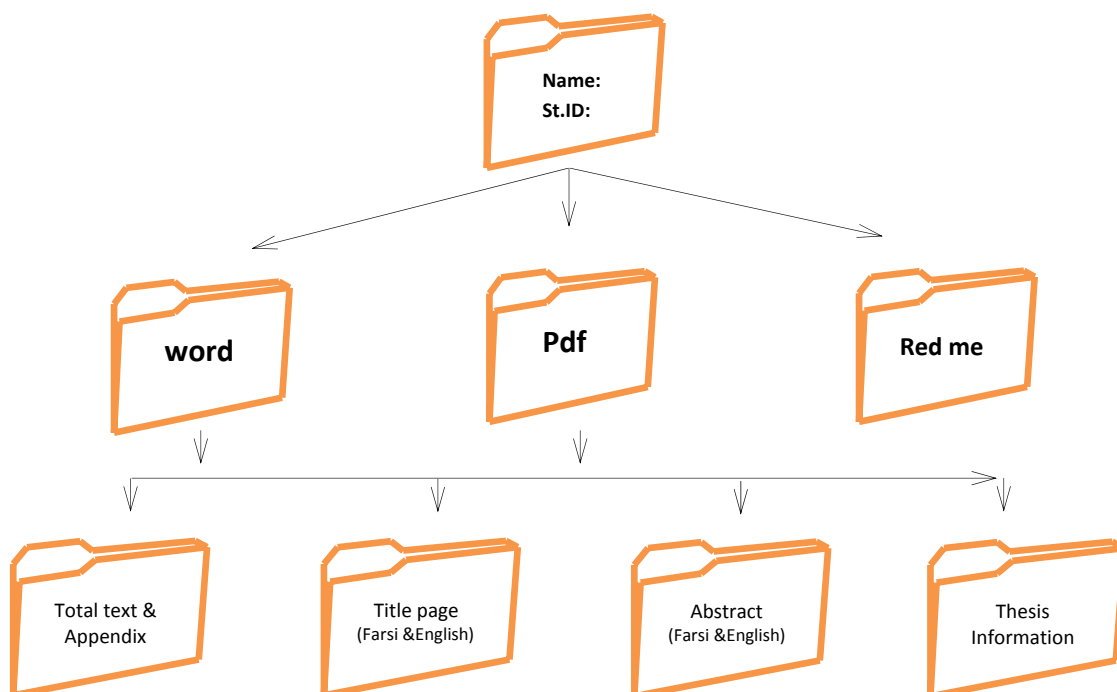 Name:
St.ID:
word
Pdf
Red me
Total text &
Appendix
Title page
(Farsi &English)
Abstract
(Farsi &English)
Thesis
Information